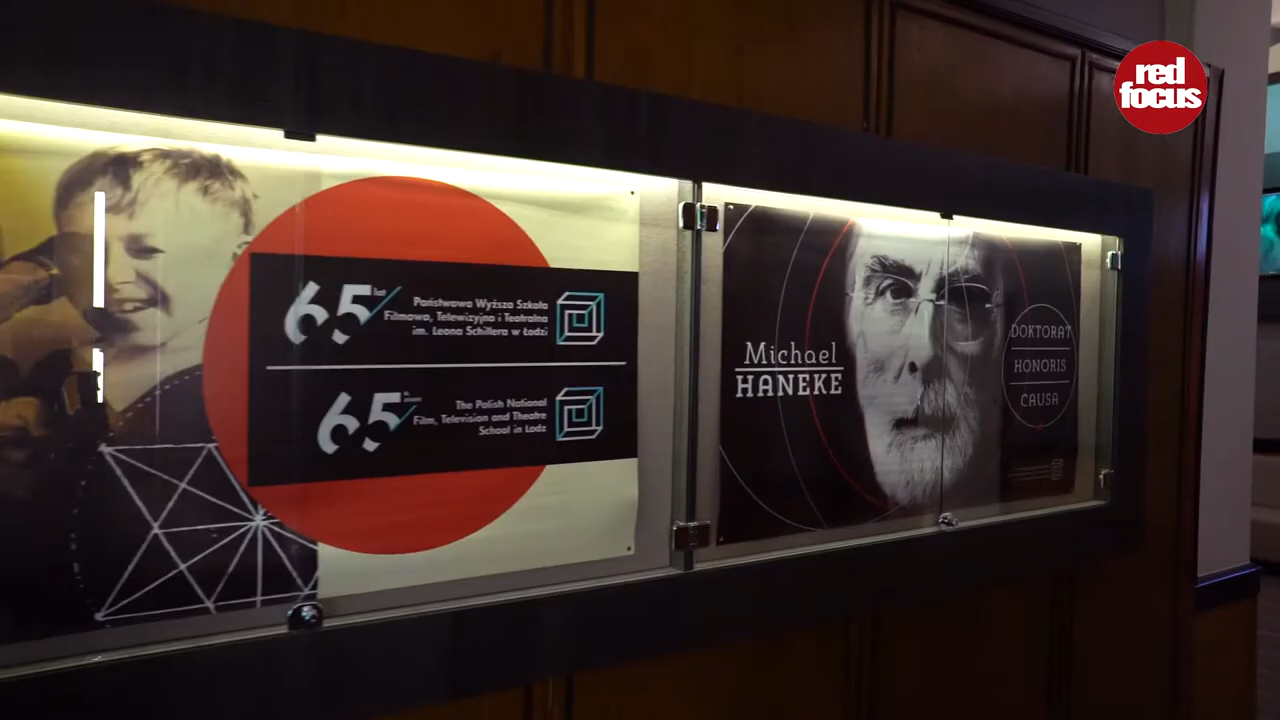 red
focus
65 lat
Państwowa Wyższa Szkoła
Filmowa, Telewizyjna i Teatralna
im. Leona Schillera w Łodzi
65
The Polish National
Film, Television and Theatre
School in Lodz
Michael
HANEKE
DOKTORAT
HONORIS
CAUSA